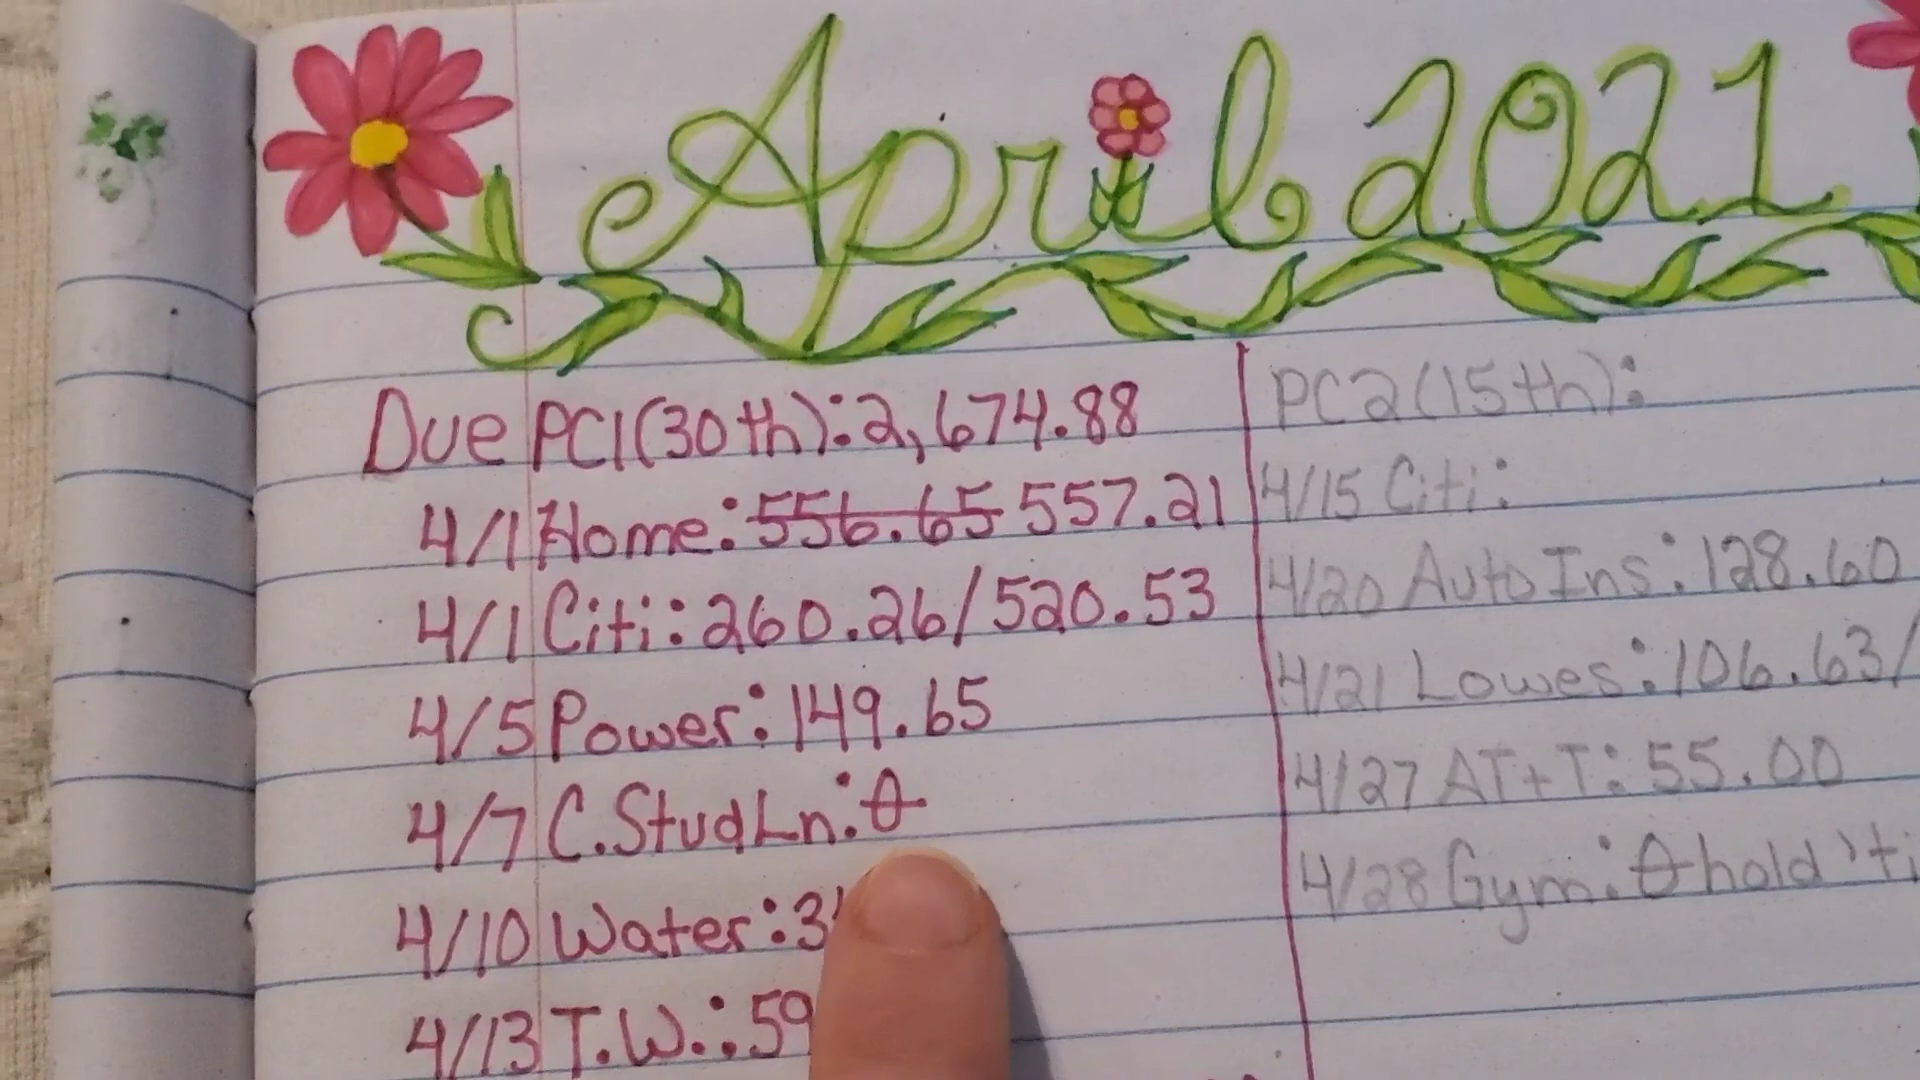 April 2021
Due PC1(30th): 2,674.88
4/1 Home: 556.65 557.21
4/1 Citi: 260.26/520.53
4/5 Power: 149.65
4/7 C.StudLn: 0
4/10 Water: 3
4/13 T.W.: 59
PC2(15th):
4/15 Citi:
4/20 Auto Ins: 128.60
4/21 Lowes: 106.63/
4/27 AT+T: 55.00
4/28 Gym: 0 hold 'ti